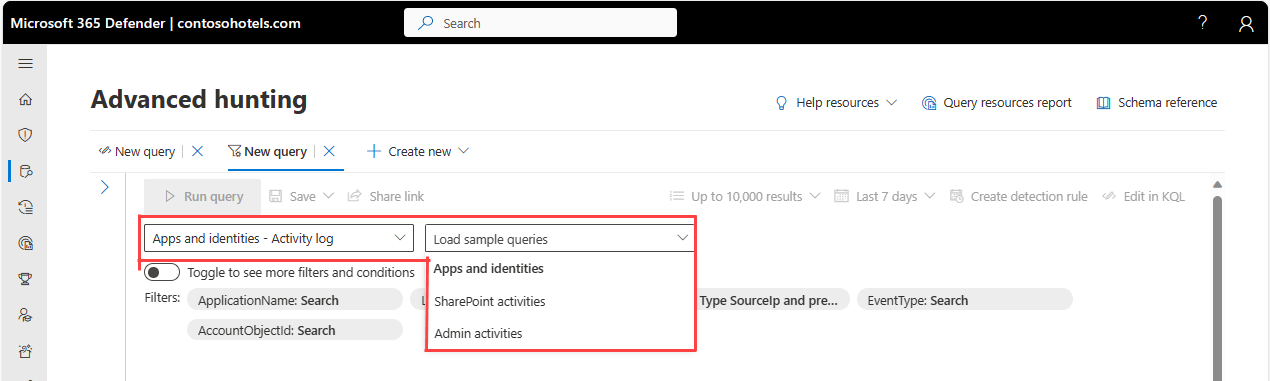 Microsoft 365 Defender | contosohotels.com
Search
?
Advanced hunting
Help resources
Query resources report
Schema reference
New query
New query
Create new
Run query
Save
Share link
Up to 10,000 results
Last 7 days
Create detection rule
Edit in KQL
Apps and identities - Activity log
Load sample queries
Toggle to see more filters and conditions
Apps and identities
SharePoint activities
Admin activities
Filters:
ApplicationName: Search
Type SourceIp and pre...
EventType: Search
AccountObjectId: Search